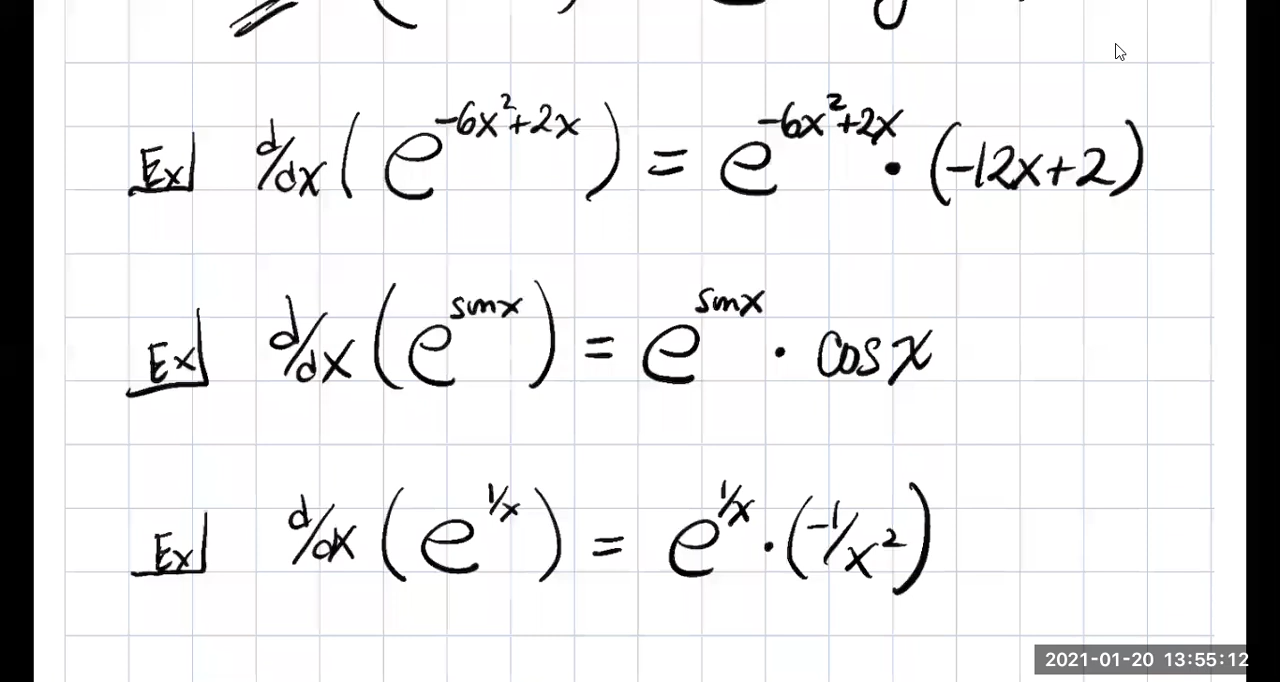 Ex d/dx ( e^{-6x²+2x} ) = e^{-6x²+2x} · (-12x+2)
Ex d/dx ( e^{sinx} ) = e^{sinx} · cosx
Ex d/dx ( e^{1/x} ) = e^{1/x} · (-1/x²)
2021-01-20 13:55:12